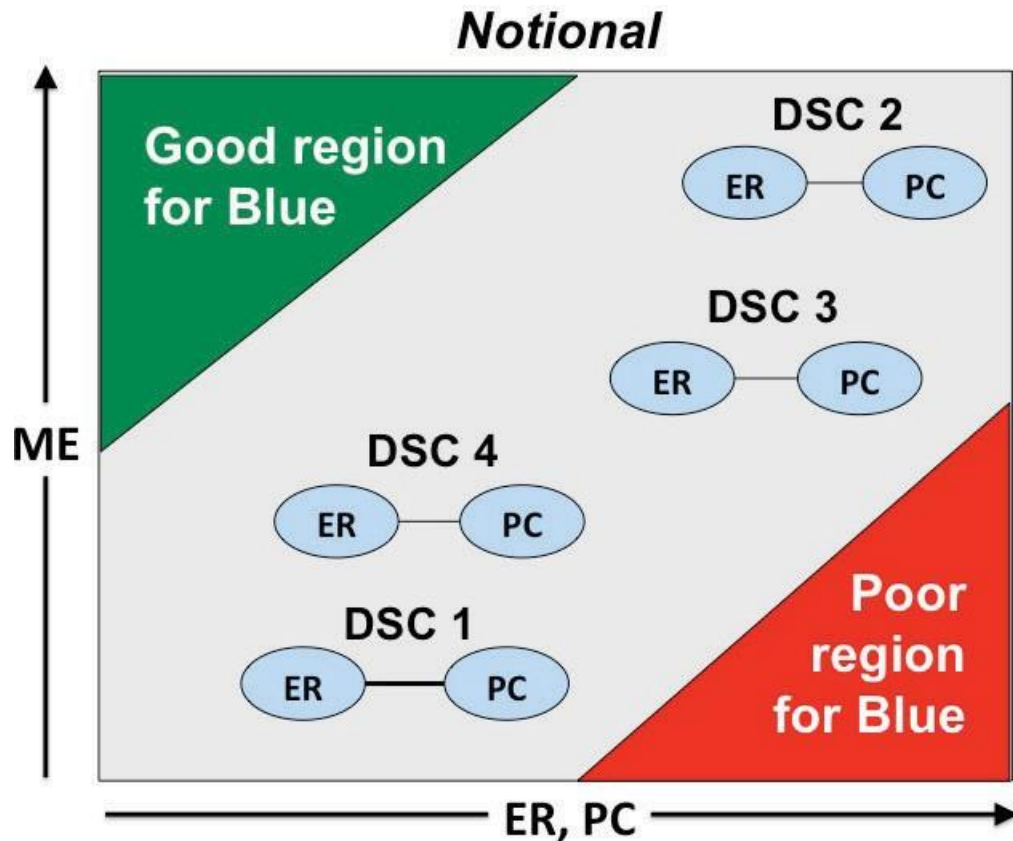 Notional
Good region
for Blue
DSC 2
ER PC
DSC 3
ER PC
ME
DSC 4
ER PC
DSC 1
ER PC
Poor
region
for Blue
ER, PC